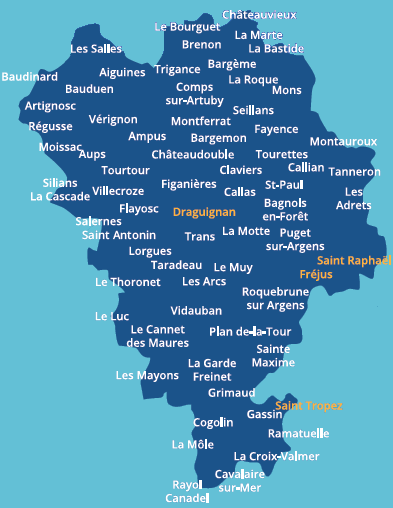 Châteauvieux
Le Bourguet
La Marte
Brenon
La Bastide
Les Salles
Bargème
Aiguines
Trigance
Baudinard
La Roque
Bauduen
Comps
sur-Artuby
Mons
Artignosc
Seillans
Vérignon
Montferrat
Régusse
Fayence
Ampus
Bargemon
Montauroux
Moissac
Aups
Châteaudouble
Tourettes
Tourtour
Claviers
Callian
Tanneron
Silians
La Cascade
Villecroze
Figanières
Callas
St-Paul
Les
Adrets
Flayosc
Draguignan
Bagnols
en-Forêt
Salernes
Saint Antonin
Trans
La Motte
Puget
sur-Argens
Lorgues
Saint Raphaël
Taradeau
Le Muy
Fréjus
Le Thoronet
Les Arcs
Roquebrune
sur Argens
Le Luc
Vidauban
Le Cannet
des Maures
Plan de-la-Tour
Sainte
Maxime
La Garde
Freinet
Les Mayons
Grimaud
Saint Tropez
Gassin
Cogolin
Ramatuelle
La Môle
La Croix-Valmer
Cavalaire
sur-Mer
Rayol
Canadel